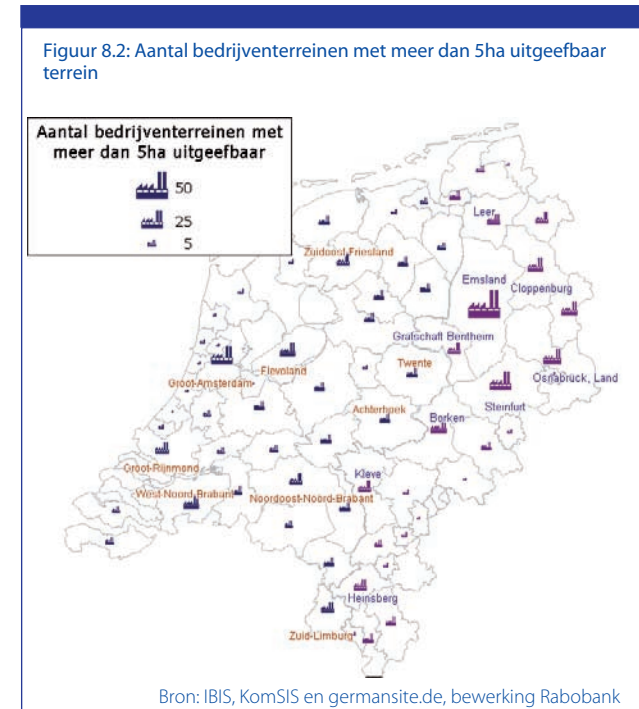 Figuur 8.2: Aantal bedrijventerreinen met meer dan 5ha uitgeefbaar
terrein
Aantal bedrijventerreinen met
meer dan 5ha uitgeefbaar
50
25
5
Leer
Zuidoost-Friesland
Emsland
Cloppenburg
Grafschaft Bentheim
Flevoland
Twente
Groot-Amsterdam
Osnabruck, Land
Steinfurt
Achterhoek
Borken
Groot-Rijnmond
Kleve
West-Noord-Brabant
Noordoost-Noord-Brabant
Heinsberg
Zuid-Limburg
Bron: IBIS, KomSIS en germansite.de, bewerking Rabobank